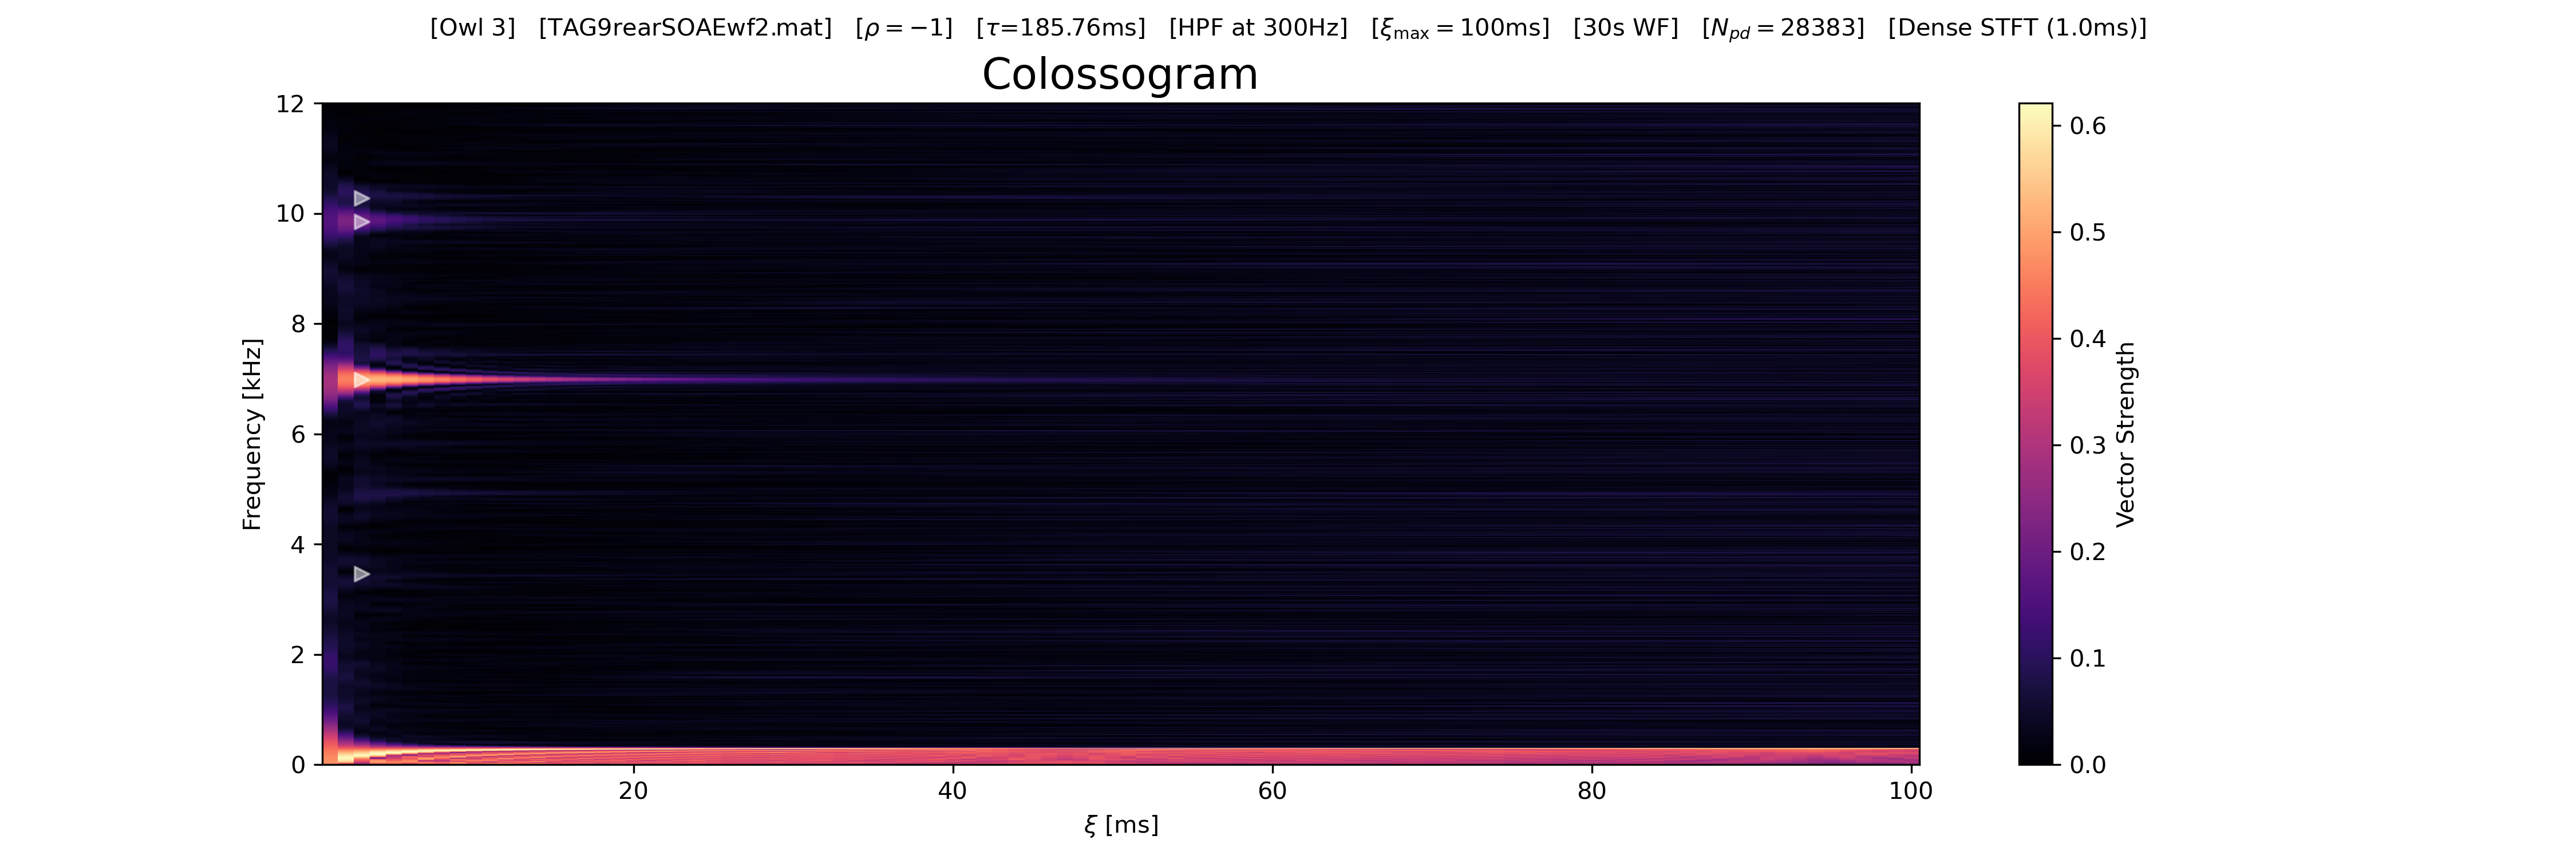 [Owl 3] [TAG9rearSOAEwf2.mat] [ρ = −1] [τ=185.76ms] [HPF at 300Hz] [ξmax = 100ms] [30s WF] [Npd = 28383] [Dense STFT (1.0ms)]
Colossogram
12
10
8
6
4
2
0
Frequency [kHz]
20 40 60 80 100
ξ [ms]
0.6
0.5
0.4
0.3
0.2
0.1
0.0
Vector Strength